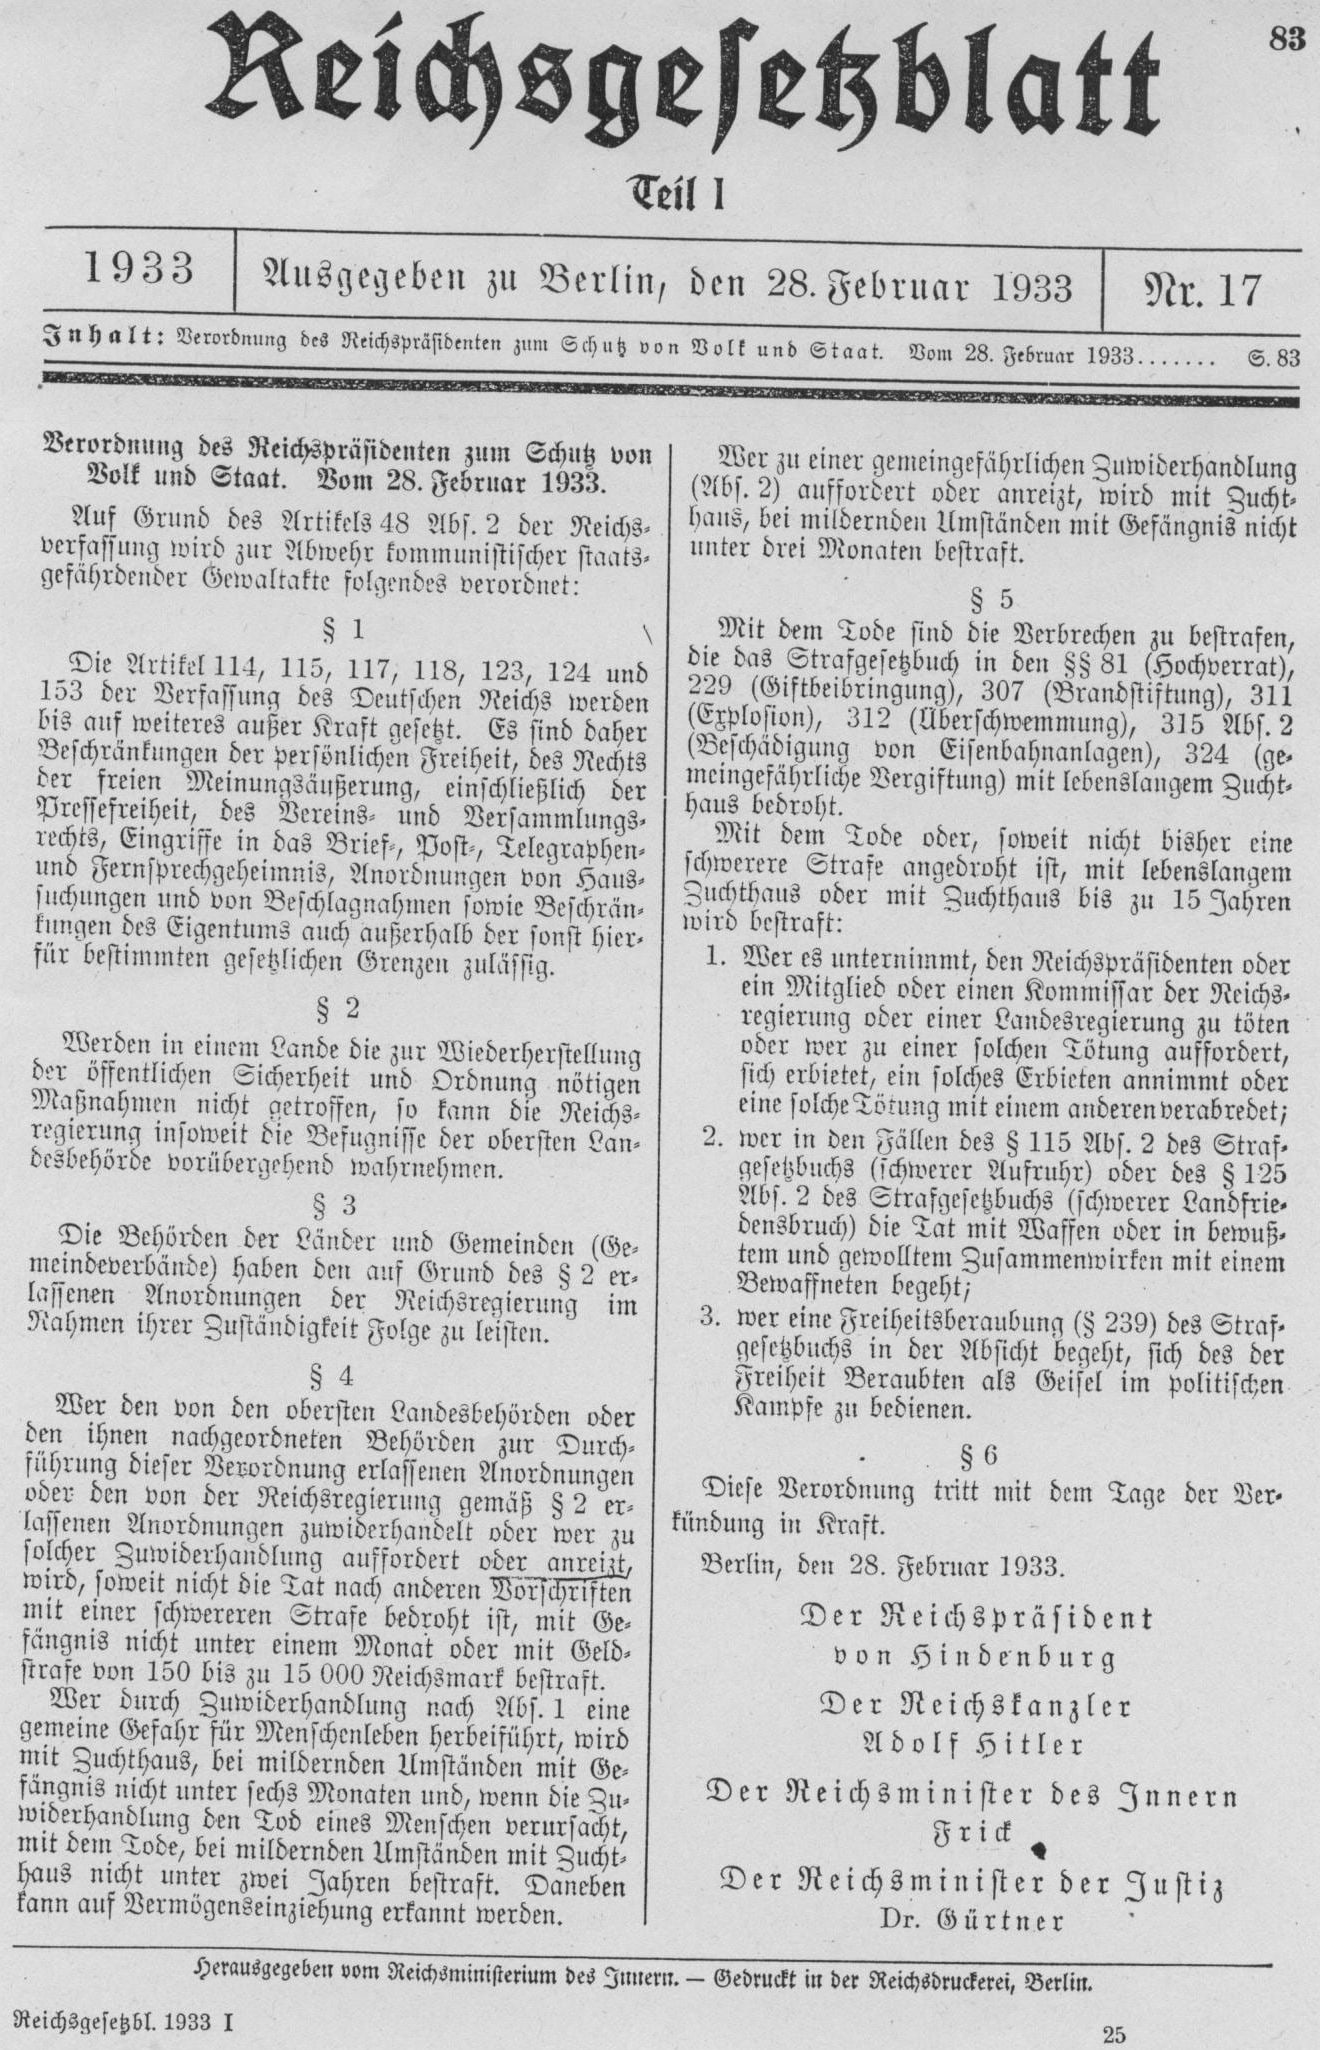 83
Reichsgesetzblatt
Teil I
1933
Ausgegeben zu Berlin, den 28. Februar 1933
Nr. 17
Inhalt: Verordnung des Reichspräsidenten zum Schutz von Volk und Staat. Vom 28. Februar 1933....... S. 83
Verordnung des Reichspräsidenten zum Schutz von
Volk und Staat. Vom 28. Februar 1933.
Auf Grund des Artikels 48 Abs. 2 der Reichs-
verfassung wird zur Abwehr kommunistischer staats-
gefährdender Gewaltakte folgendes verordnet:
§ 1
Die Artikel 114, 115, 117, 118, 123, 124 und
153 der Verfassung des Deutschen Reichs werden
bis auf weiteres außer Kraft gesetzt. Es sind daher
Beschränkungen der persönlichen Freiheit, des Rechts
der freien Meinungsäußerung, einschließlich der
Pressefreiheit, des Vereins- und Versammlungs-
rechts, Eingriffe in das Brief-, Post-, Telegraphen-
und Fernsprechgeheimnis, Anordnungen von Haus-
suchungen und von Beschlagnahmen sowie Beschrän-
kungen des Eigentums auch außerhalb der sonst hier-
für bestimmten gesetzlichen Grenzen zulässig.
§ 2
Werden in einem Lande die zur Wiederherstellung
der öffentlichen Sicherheit und Ordnung nötigen
Maßnahmen nicht getroffen, so kann die Reichs-
regierung insoweit die Befugnisse der obersten Lan-
desbehörde vorübergehend wahrnehmen.
§ 3
Die Behörden der Länder und Gemeinden (Ge-
meindeverbände) haben den auf Grund des § 2 er-
lassenen Anordnungen der Reichsregierung im
Rahmen ihrer Zuständigkeit Folge zu leisten.
§ 4
Wer den von den obersten Landesbehörden oder
den ihnen nachgeordneten Behörden zur Durch-
führung dieser Verordnung erlassenen Anordnungen
oder den von der Reichsregierung gemäß § 2 er-
lassenen Anordnungen zuwiderhandelt oder wer zu
solcher Zuwiderhandlung auffordert oder anreizt,
wird, soweit nicht die Tat nach anderen Vorschriften
mit einer schwereren Strafe bedroht ist, mit Ge-
fängnis nicht unter einem Monat oder mit Geld-
strafe von 150 bis zu 15 000 Reichsmark bestraft.
Wer durch Zuwiderhandlung nach Abs. 1 eine
gemeine Gefahr für Menschenleben herbeiführt, wird
mit Zuchthaus, bei mildernden Umständen mit Ge-
fängnis nicht unter sechs Monaten und, wenn die Zu-
widerhandlung den Tod eines Menschen verursacht,
mit dem Tode, bei mildernden Umständen mit Zucht-
haus nicht unter zwei Jahren bestraft. Daneben
kann auf Vermögenseinziehung erkannt werden.
Wer zu einer gemeingefährlichen Zuwiderhandlung
(Abs. 2) auffordert oder anreizt, wird mit Zucht-
haus, bei mildernden Umständen mit Gefängnis nicht
unter drei Monaten bestraft.
§ 5
Mit dem Tode sind die Verbrechen zu bestrafen,
die das Strafgesetzbuch in den §§ 81 (Hochverrat),
229 (Giftbeibringung), 307 (Brandstiftung), 311
(Explosion), 312 (Überschwemmung), 315 Abs. 2
(Beschädigung von Eisenbahnanlagen), 324 (ge-
meingefährliche Vergiftung) mit lebenslangem Zucht-
haus bedroht.
Mit dem Tode oder, soweit nicht bisher eine
schwerere Strafe angedroht ist, mit lebenslangem
Zuchthaus oder mit Zuchthaus bis zu 15 Jahren
wird bestraft:
1. Wer es unternimmt, den Reichspräsidenten oder
ein Mitglied oder einen Kommissar der Reichs-
regierung oder einer Landesregierung zu töten
oder wer zu einer solchen Tötung auffordert,
sich erbietet, ein solches Erbieten annimmt oder
eine solche Tötung mit einem anderen verabredet;
2. wer in den Fällen des § 115 Abs. 2 des Straf-
gesetzbuchs (schwerer Aufruhr) oder des § 125
Abs. 2 des Strafgesetzbuchs (schwerer Landfrie-
densbruch) die Tat mit Waffen oder in bewuß-
tem und gewolltem Zusammenwirken mit einem
Bewaffneten begeht;
3. wer eine Freiheitsberaubung (§ 239) des Straf-
gesetzbuchs in der Absicht begeht, sich des der
Freiheit Beraubten als Geisel im politischen
Kampfe zu bedienen.
§ 6
Diese Verordnung tritt mit dem Tage der Ver-
kündung in Kraft.
Berlin, den 28. Februar 1933.
Der Reichspräsident
von Hindenburg
Der Reichskanzler
Adolf Hitler
Der Reichsminister des Innern
Frick
Der Reichsminister der Justiz
Dr. Gürtner
Herausgegeben vom Reichsministerium des Innern. — Gedruckt in der Reichsdruckerei, Berlin.
Reichsgesetzbl. 1933 I
25